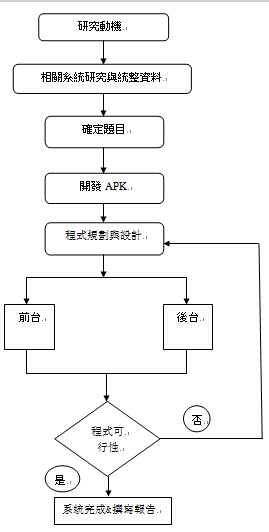 研究動機
相關系統研究與統整資料
確定題目
開發 APK
程式規劃與設計
前台
後台
程式可
行性
否
是
系統完成&撰寫報告